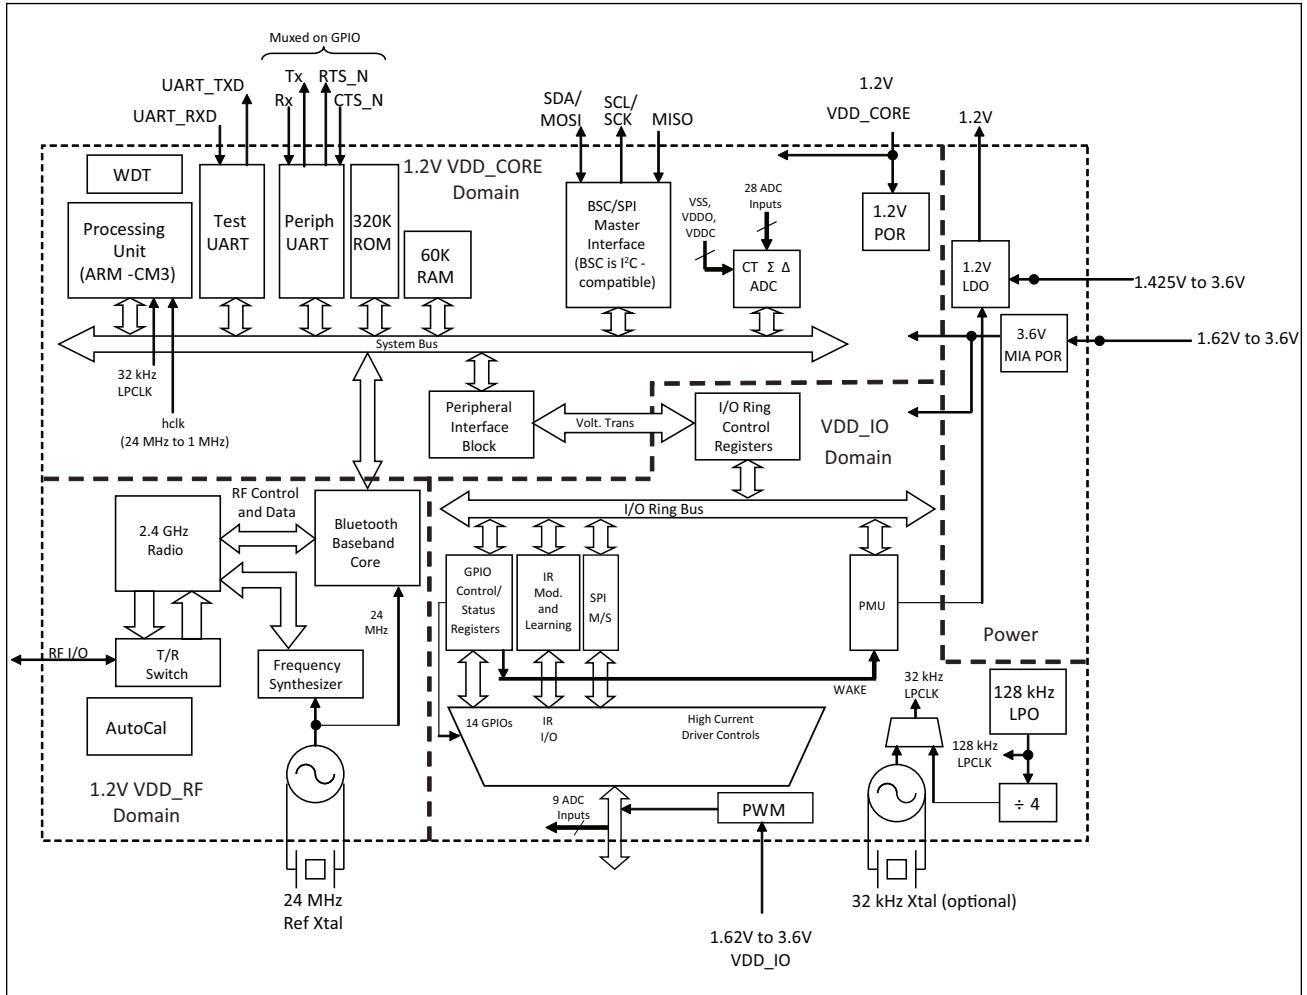 Muxed on GPIO
UART_TXD
Tx
RTS_N
Rx
CTS_N
UART_RXD
SDA/
MOSI
SCL/
SCK
MISO
1.2V
VDD_CORE
1.2V
1.2V VDD_CORE
Domain
WDT
Processing
Unit
(ARM -CM3)
Test
UART
Periph
UART
320K
ROM
60K
RAM
BSC/SPI
Master
Interface
(BSC is I²C -
compatible)
VSS,
VDDO,
VDDC
28 ADC
Inputs
CT Σ Δ
ADC
1.2V
POR
1.2V
LDO
1.425V to 3.6V
3.6V
MIA POR
1.62V to 3.6V
System Bus
32 kHz
LPCLK
hclk
(24 MHz to 1 MHz)
Peripheral
Interface
Block
Volt. Trans
I/O Ring
Control
Registers
VDD_IO
Domain
I/O Ring Bus
RF Control
and Data
2.4 GHz
Radio
Bluetooth
Baseband
Core
24
MHz
GPIO
Control/
Status
Registers
IR
Mod.
and
Learning
SPI
M/S
PMU
Power
RF I/O
T/R
Switch
Frequency
Synthesizer
WAKE
32 kHz
LPCLK
128 kHz
LPO
AutoCal
14 GPIOs
IR
I/O
High Current
Driver Controls
128 kHz
LPCLK
÷ 4
1.2V VDD_RF
Domain
9 ADC
Inputs
PWM
24 MHz
Ref Xtal
32 kHz Xtal (optional)
1.62V to 3.6V
VDD_IO